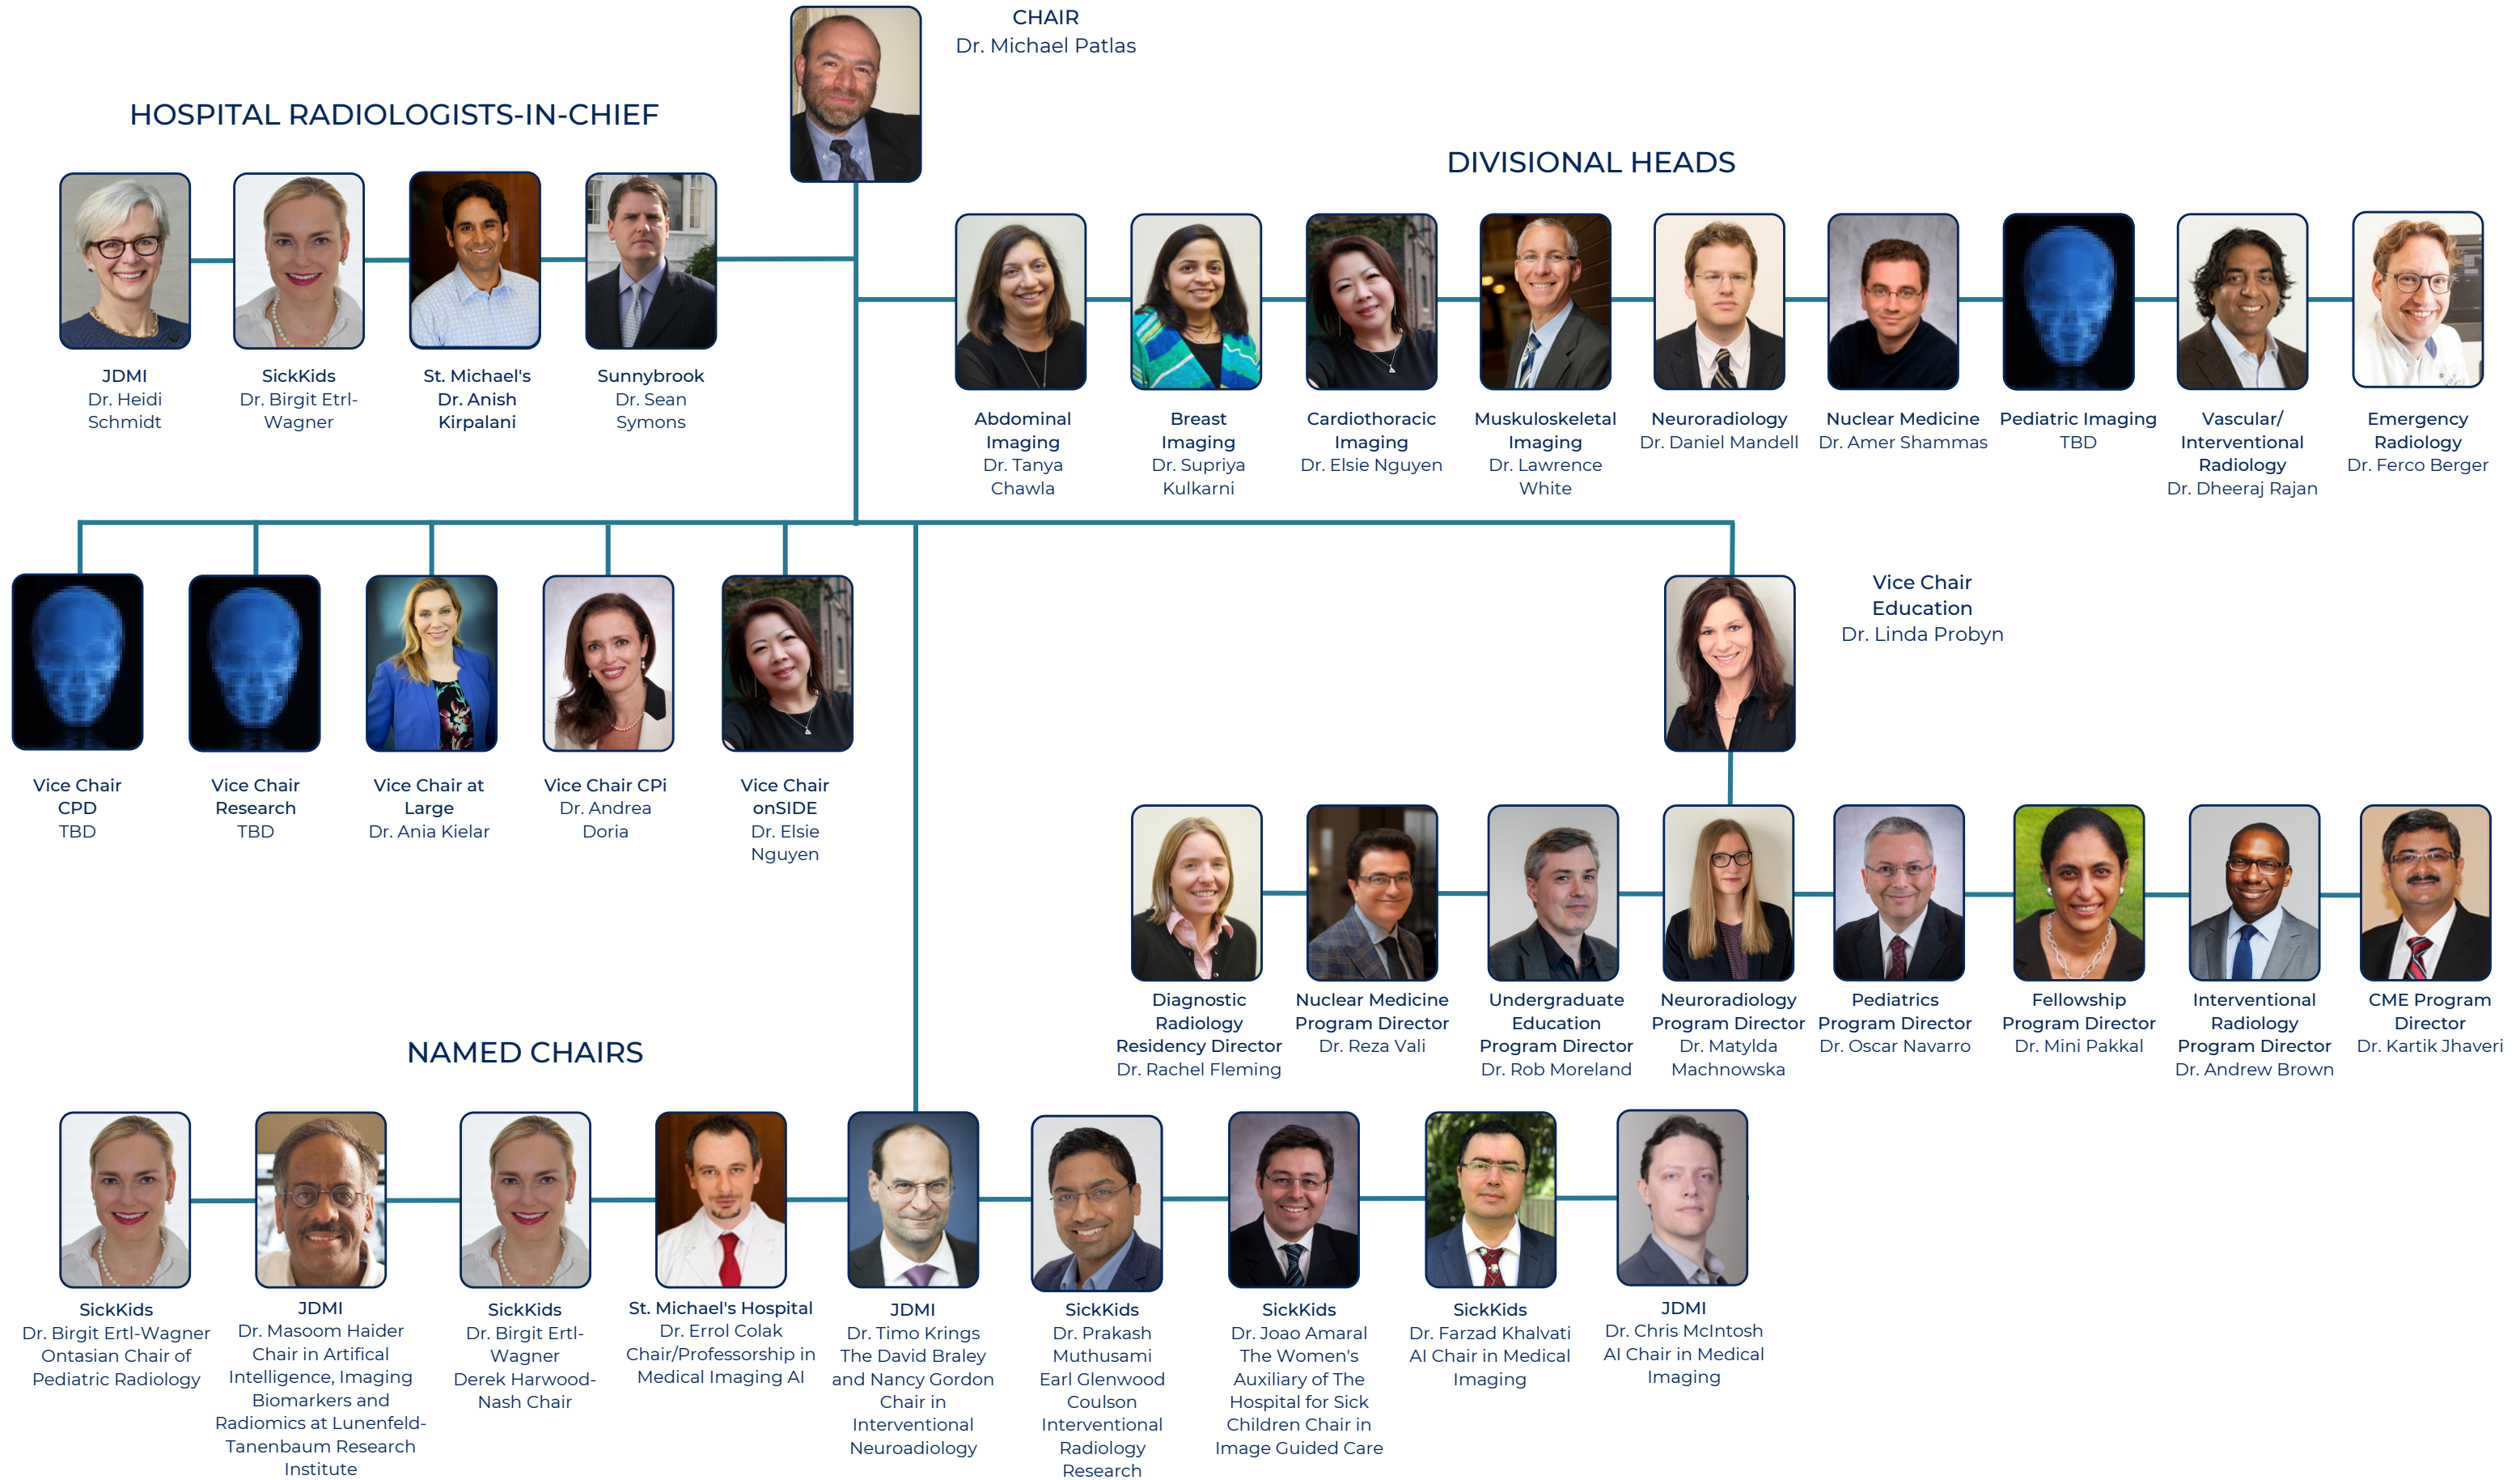 CHAIR
Dr. Michael Patlas
HOSPITAL RADIOLOGISTS-IN-CHIEF
JDMI
Dr. Heidi
Schmidt
SickKids
Dr. Birgit Etrl-
Wagner
St. Michael's
Dr. Anish
Kirpalani
Sunnybrook
Dr. Sean
Symons
DIVISIONAL HEADS
Abdominal
Imaging
Dr. Tanya
Chawla
Breast
Imaging
Dr. Supriya
Kulkarni
Cardiothoracic
Imaging
Dr. Elsie Nguyen
Muskuloskeletal
Imaging
Dr. Lawrence
White
Neuroradiology
Dr. Daniel Mandell
Nuclear Medicine
Dr. Amer Shammas
Pediatric Imaging
TBD
Vascular/
Interventional
Radiology
Dr. Dheeraj Rajan
Emergency
Radiology
Dr. Ferco Berger
Vice Chair
CPD
TBD
Vice Chair
Research
TBD
Vice Chair at
Large
Dr. Ania Kielar
Vice Chair CPi
Dr. Andrea
Doria
Vice Chair
onSIDE
Dr. Elsie
Nguyen
Vice Chair
Education
Dr. Linda Probyn
Diagnostic
Radiology
Residency Director
Dr. Rachel Fleming
Nuclear Medicine
Program Director
Dr. Reza Vali
Undergraduate
Education
Program Director
Dr. Rob Moreland
Neuroradiology
Program Director
Dr. Matylda
Machnowska
Pediatrics
Program Director
Dr. Oscar Navarro
Fellowship
Program Director
Dr. Mini Pakkal
Interventional
Radiology
Program Director
Dr. Andrew Brown
CME Program
Director
Dr. Kartik Jhaveri
NAMED CHAIRS
SickKids
Dr. Birgit Ertl-Wagner
Ontasian Chair of
Pediatric Radiology
JDMI
Dr. Masoom Haider
Chair in Artifical
Intelligence, Imaging
Biomarkers and
Radiomics at Lunenfeld-
Tanenbaum Research
Institute
SickKids
Dr. Birgit Ertl-
Wagner
Derek Harwood-
Nash Chair
St. Michael's Hospital
Dr. Errol Colak
Chair/Professorship in
Medical Imaging AI
JDMI
Dr. Timo Krings
The David Braley
and Nancy Gordon
Chair in
Interventional
Neuroadiology
SickKids
Dr. Prakash
Muthusami
Earl Glenwood
Coulson
Interventional
Radiology
Research
SickKids
Dr. Joao Amaral
The Women's
Auxiliary of The
Hospital for Sick
Children Chair in
Image Guided Care
SickKids
Dr. Farzad Khalvati
AI Chair in Medical
Imaging
JDMI
Dr. Chris McIntosh
AI Chair in Medical
Imaging